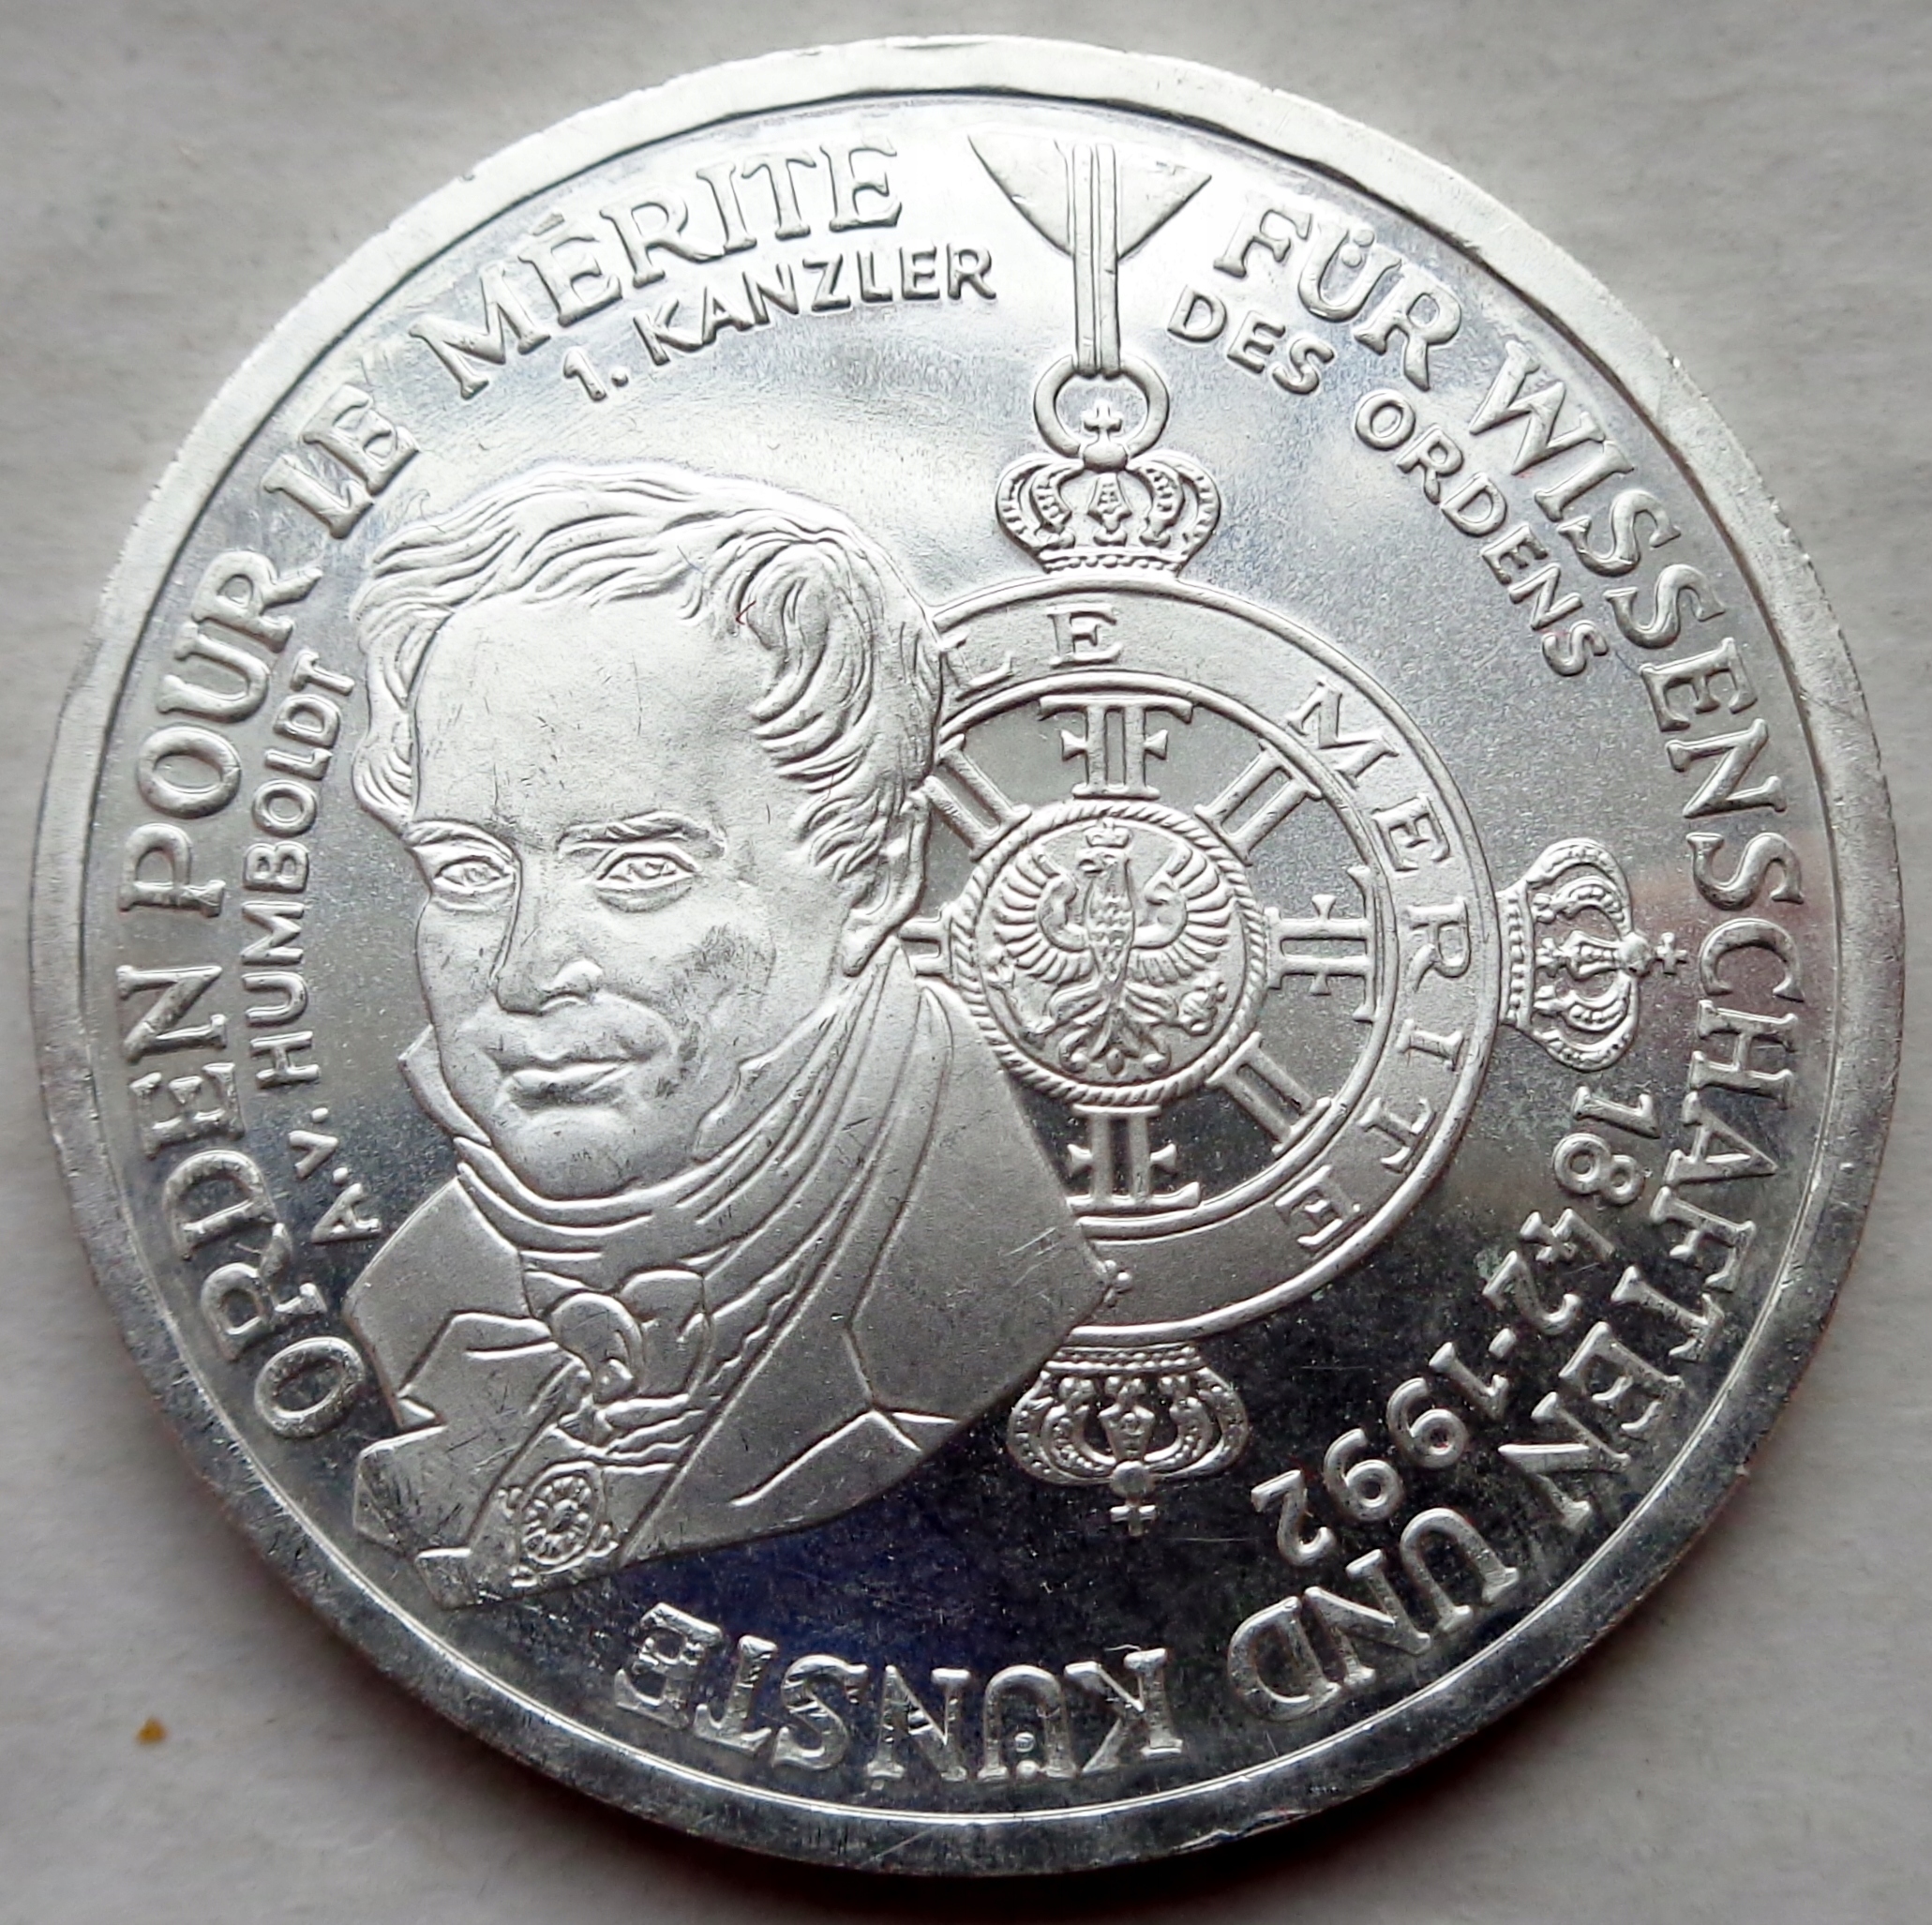 ORDEN POUR LE MÉRITE FÜR WISSENSCHAFTEN UND KÜNSTE
A.v. HUMBOLDT 1. KANZLER DES ORDENS 1842-1992
LE MERITE